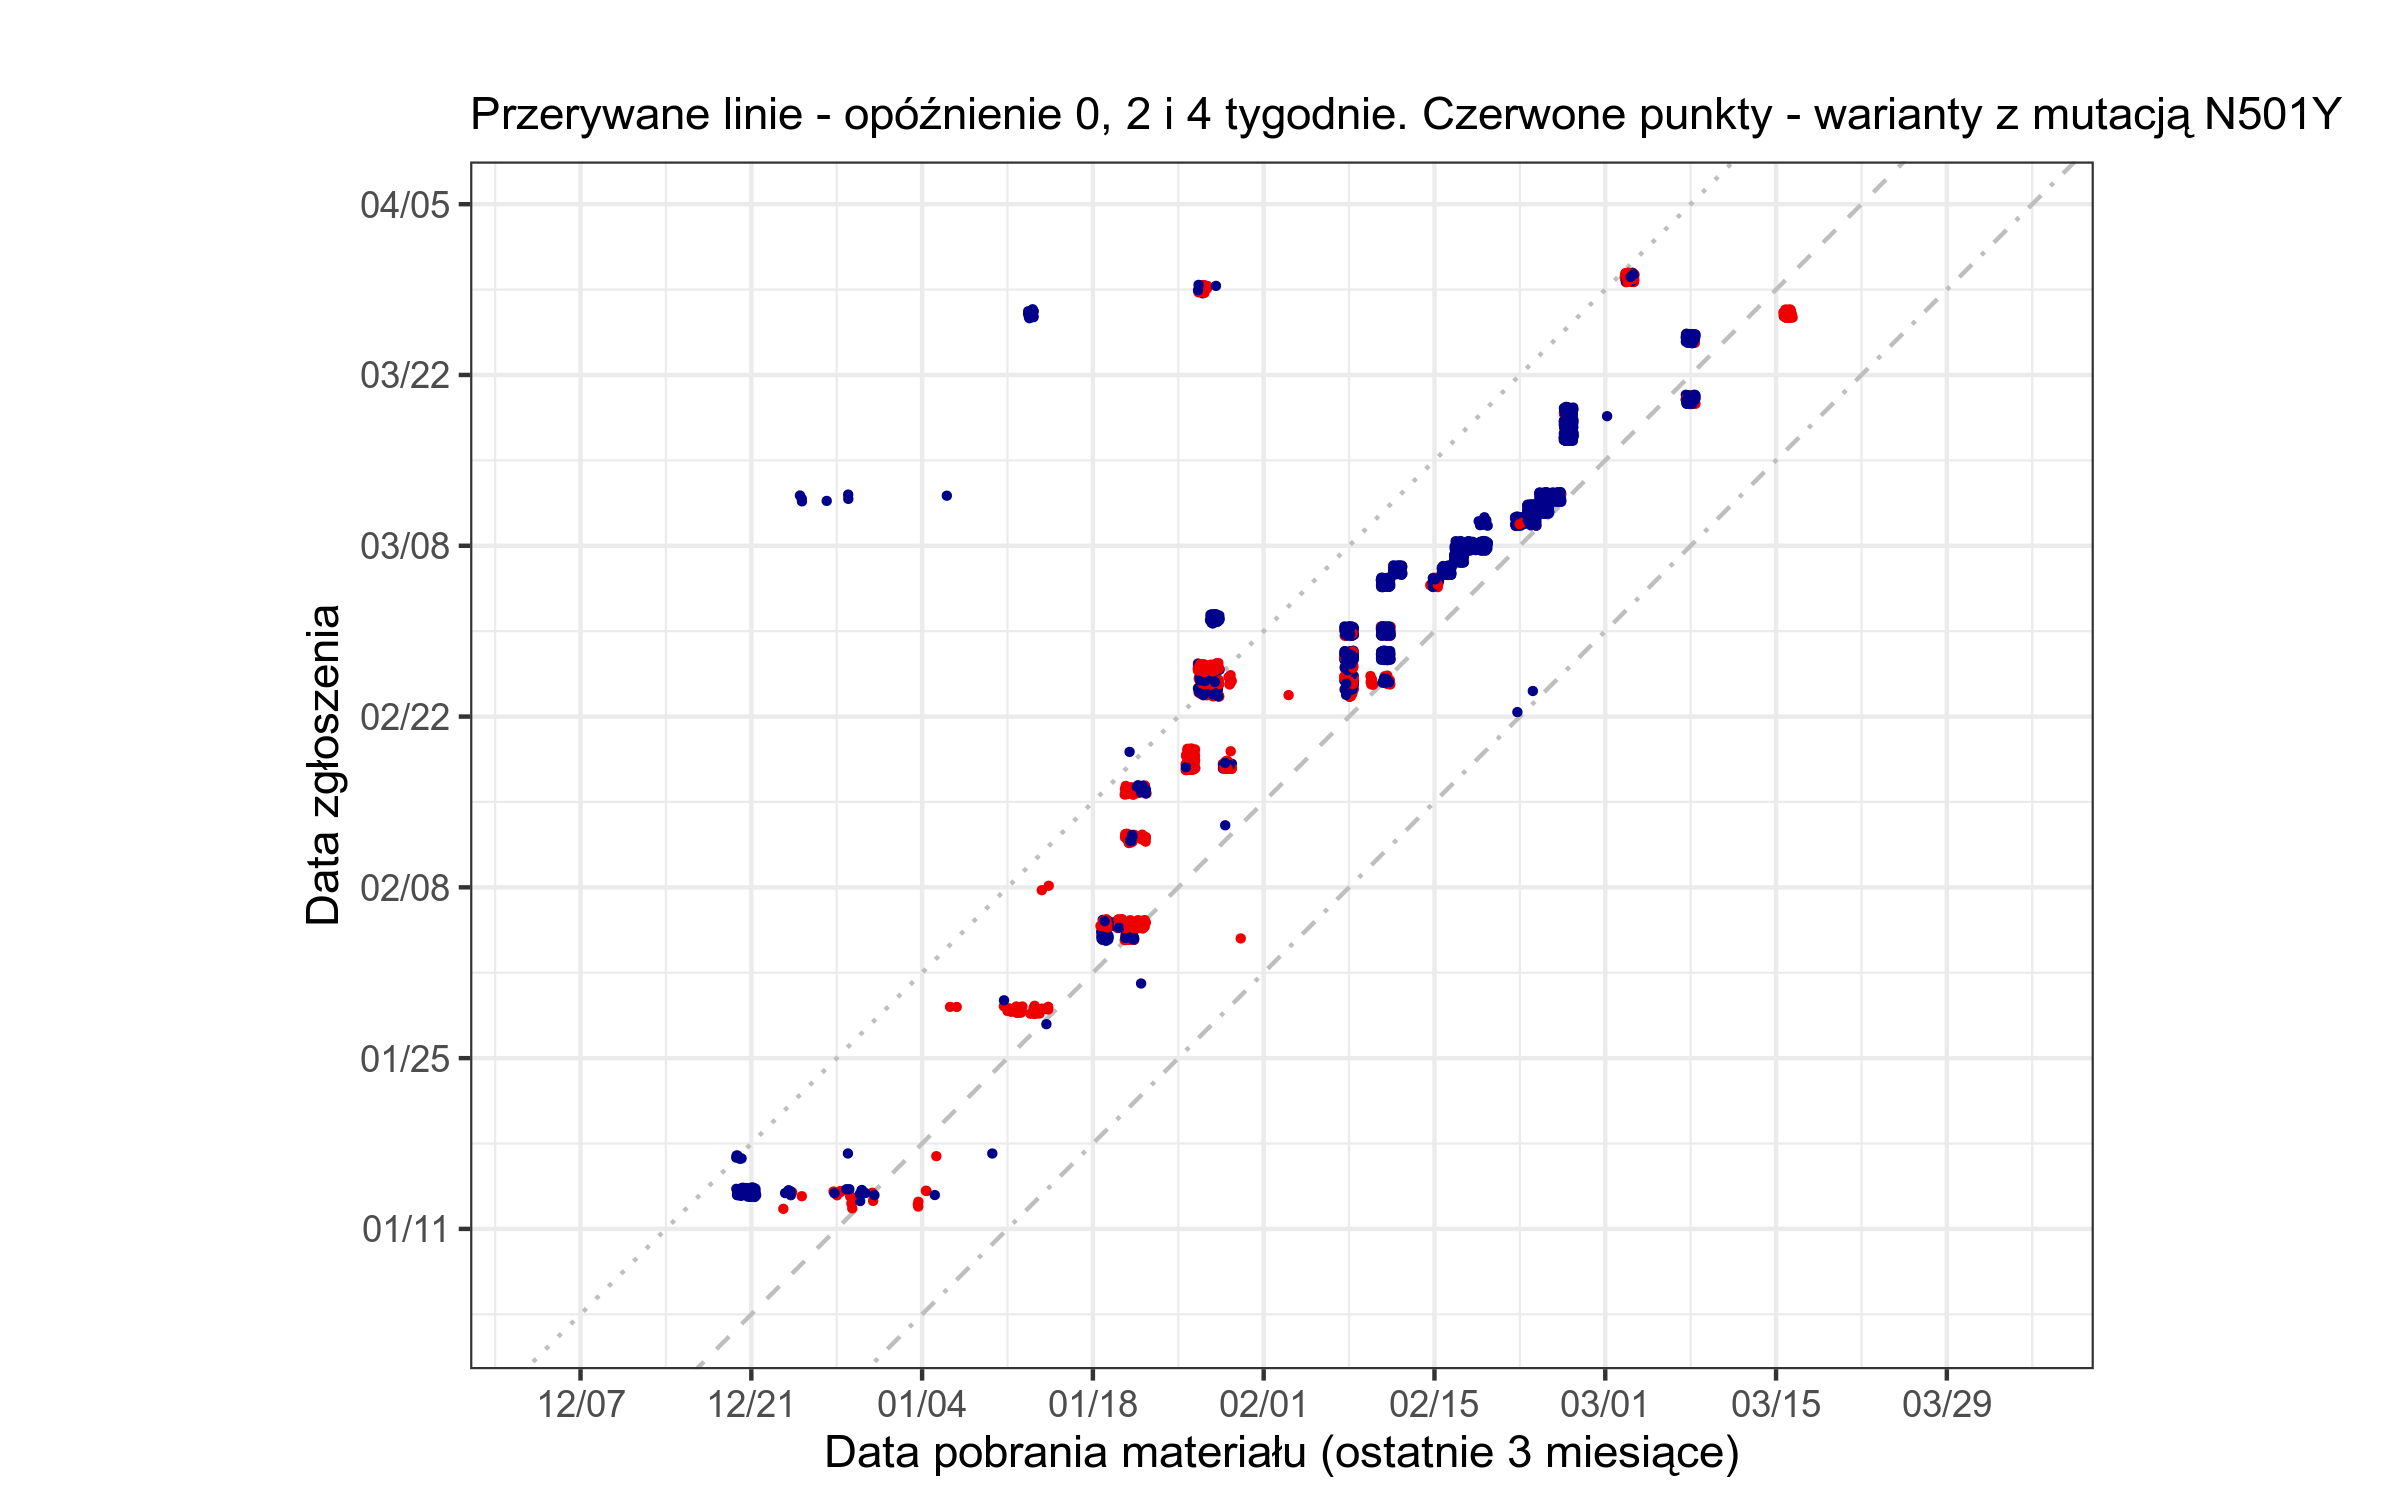 Przerywane linie - opóźnienie 0, 2 i 4 tygodnie. Czerwone punkty - warianty z mutacją N501Y
Data zgłoszenia
04/05
03/22
03/08
02/22
02/08
01/25
01/11
12/07 12/21 01/04 01/18 02/01 02/15 03/01 03/15 03/29
Data pobrania materiału (ostatnie 3 miesiące)